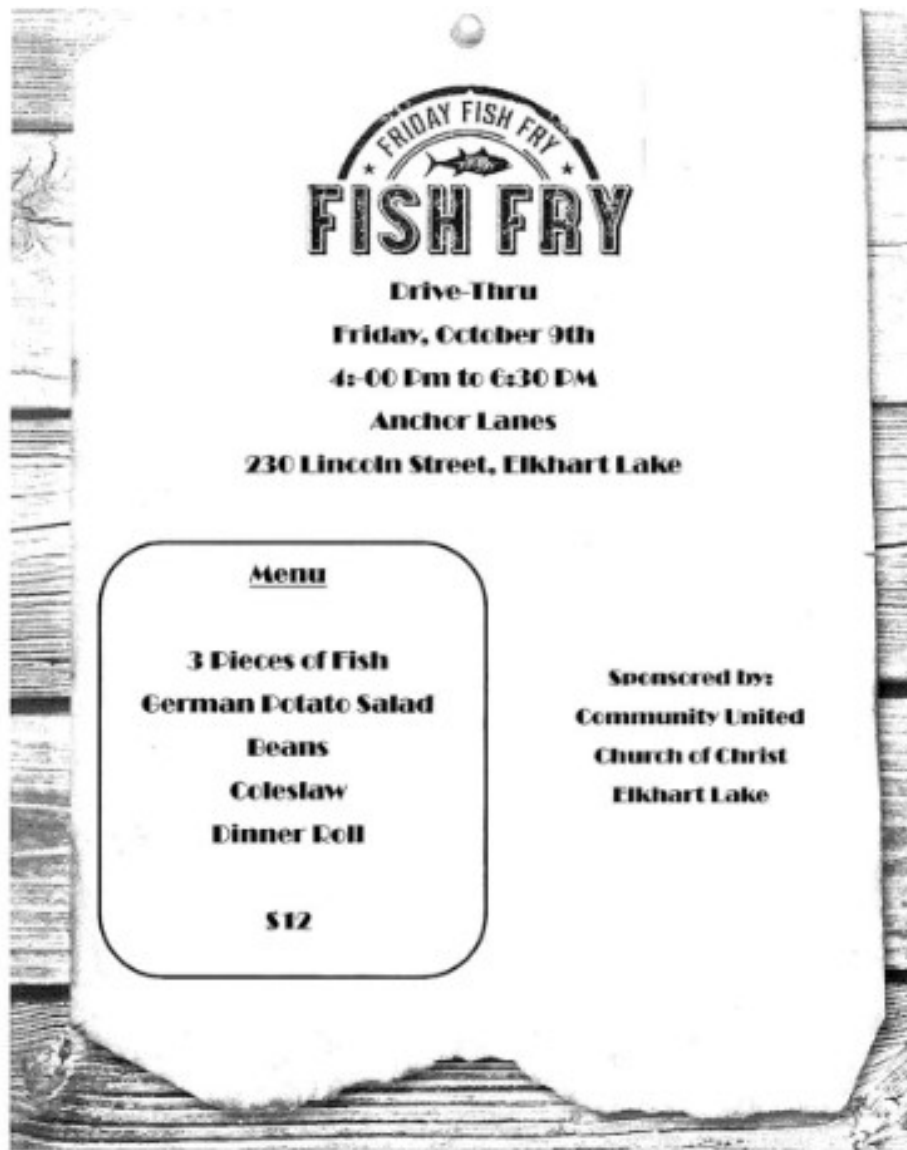 FRIDAY FISH FRY
FISH FRY
Drive-Thru
Friday, October 9th
4:-00 Pm to 6:30 PM
Anchor Lanes
230 Lincoln Street, Elkhart Lake
Menu
3 Pieces of Fish
German Potato Salad
Beans
Coleslaw
Dinner Roll
$12
Sponsored by:
Community United
Church of Christ
Elkhart Lake